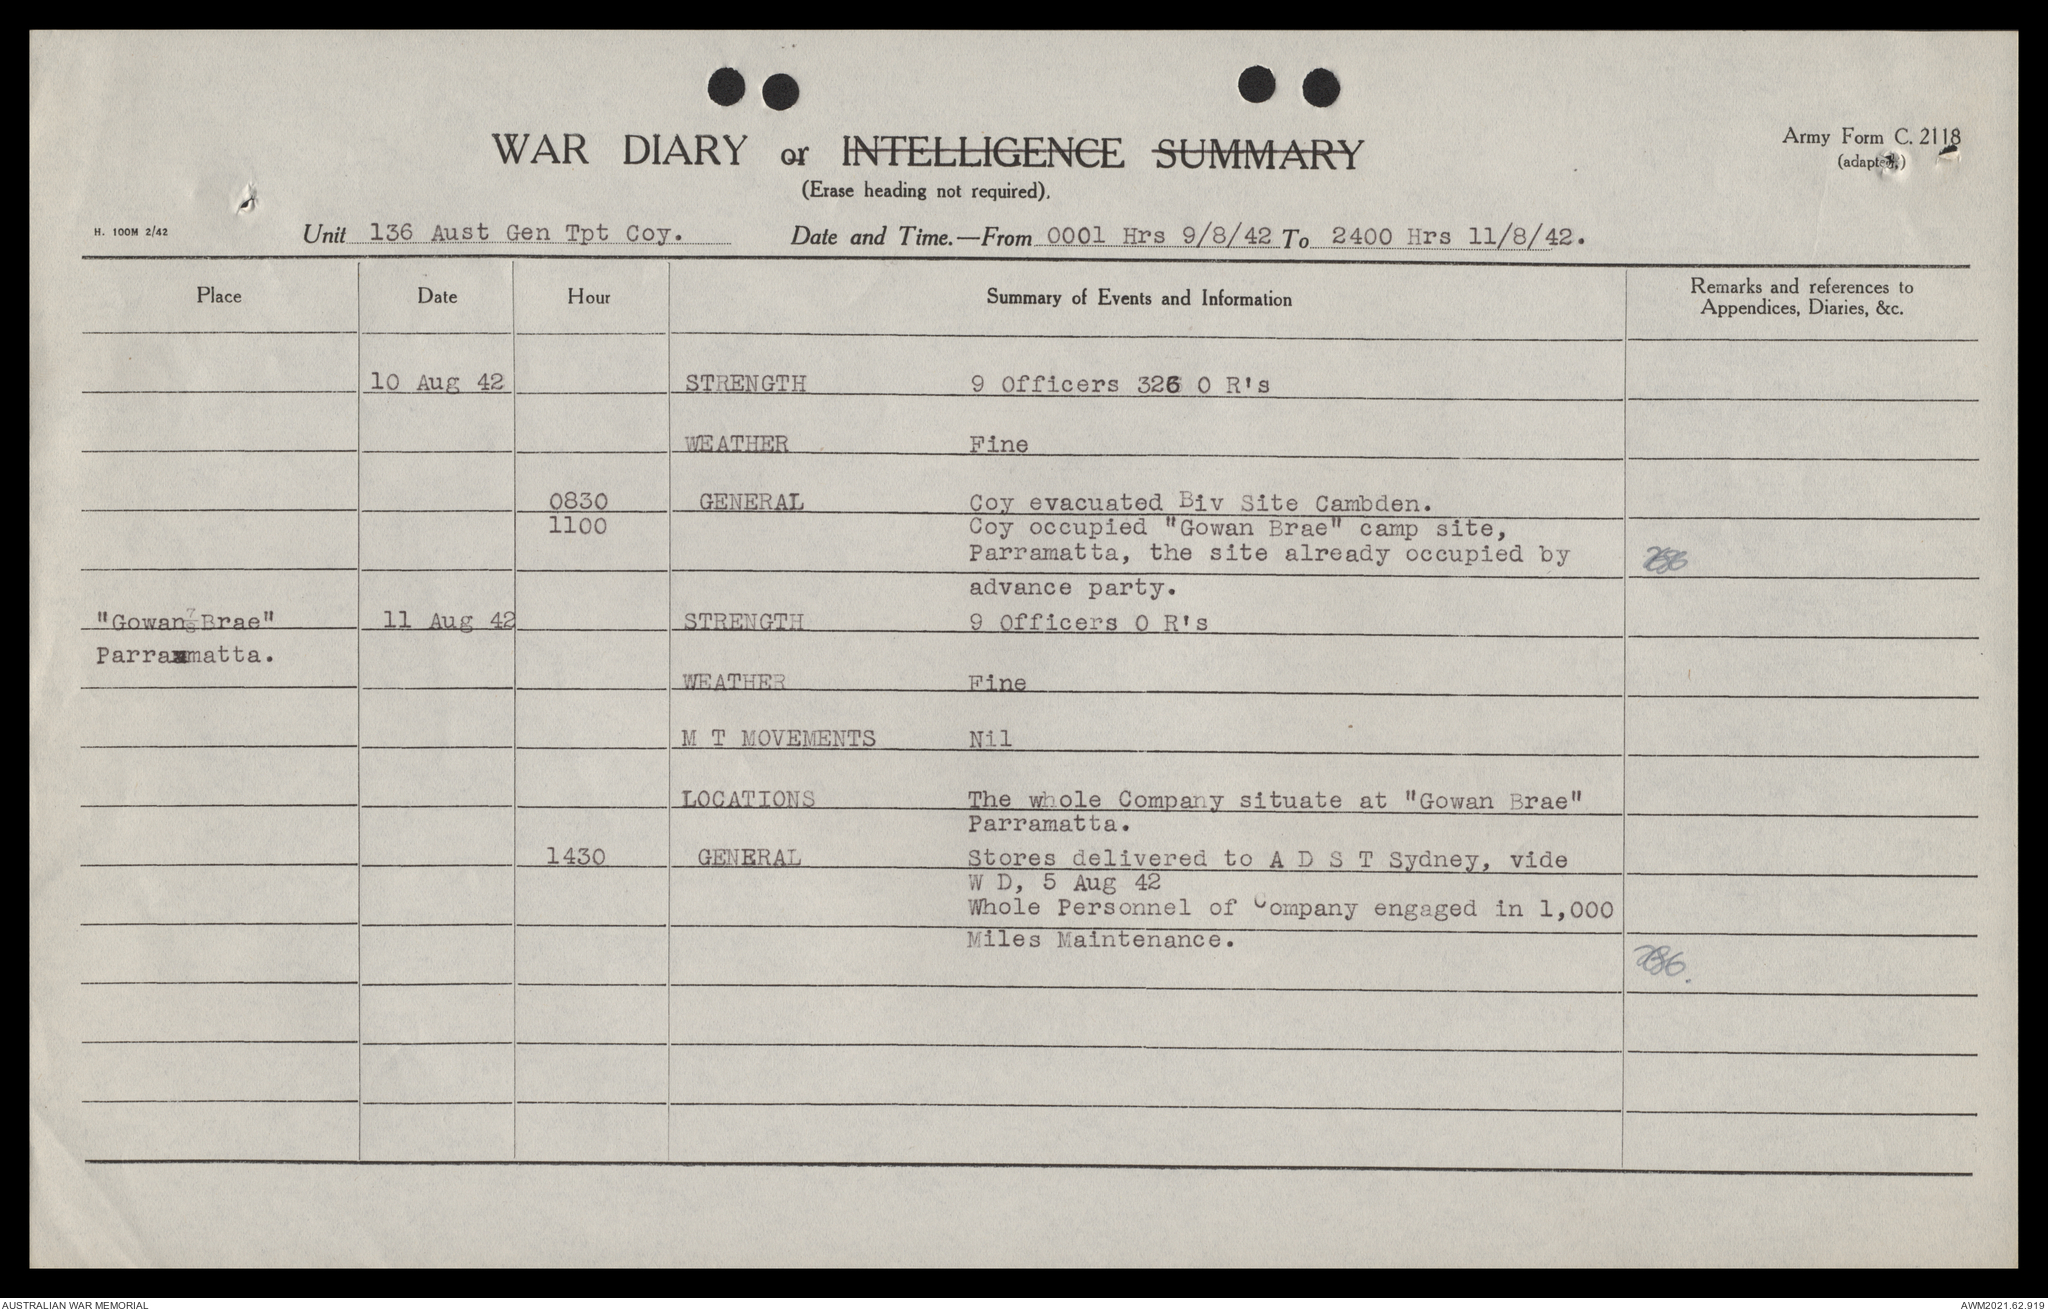 WAR DIARY or INTELLIGENCE SUMMARY
(Erase heading not required).
Army Form C. 2118
(adapted.)
H. 100M 2/42
Unit 136 Aust Gen Tpt Coy. Date and Time.—From 0001 Hrs 9/8/42 To 2400 Hrs 11/8/42.
Place Date Hour Summary of Events and Information Remarks and references to
Appendices, Diaries, &c.
10 Aug 42 STRENGTH 9 Officers 326 O R's
WEATHER Fine
0830 GENERAL Coy evacuated Biv Site Cambden.
1100 Coy occupied "Gowan Brae" camp site,
Parramatta, the site already occupied by
advance party.
"Gowan Brae" 11 Aug 42 STRENGTH 9 Officers O R's
Parramatta.
WEATHER Fine
M T MOVEMENTS Nil
LOCATIONS The whole Company situate at "Gowan Brae"
Parramatta.
1430 GENERAL Stores delivered to A D S T Sydney, vide
W D, 5 Aug 42
Whole Personnel of Company engaged in 1,000
Miles Maintenance.
AUSTRALIAN WAR MEMORIAL
AWM2021.62.919